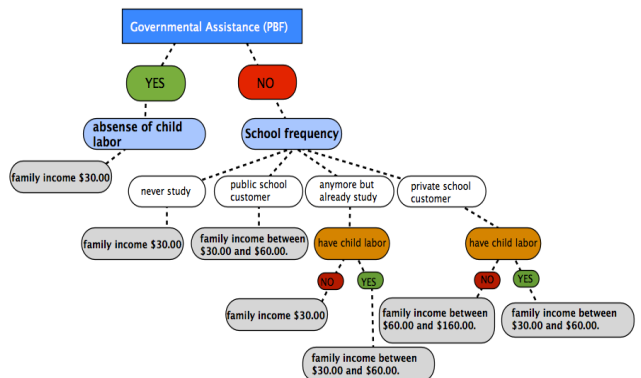 Governmental Assistance (PBF)
YES
NO
absence of child
labor
School frequency
family income $30.00
never study
public school
customer
anymore but
already study
private school
customer
family income $30.00
family income between
$30.00 and $60.00.
have child labor
have child labor
NO
YES
NO
YES
family income $30.00
family income between
$60.00 and $160.00.
family income between
$30.00 and $60.00.
family income between
$30.00 and $60.00.